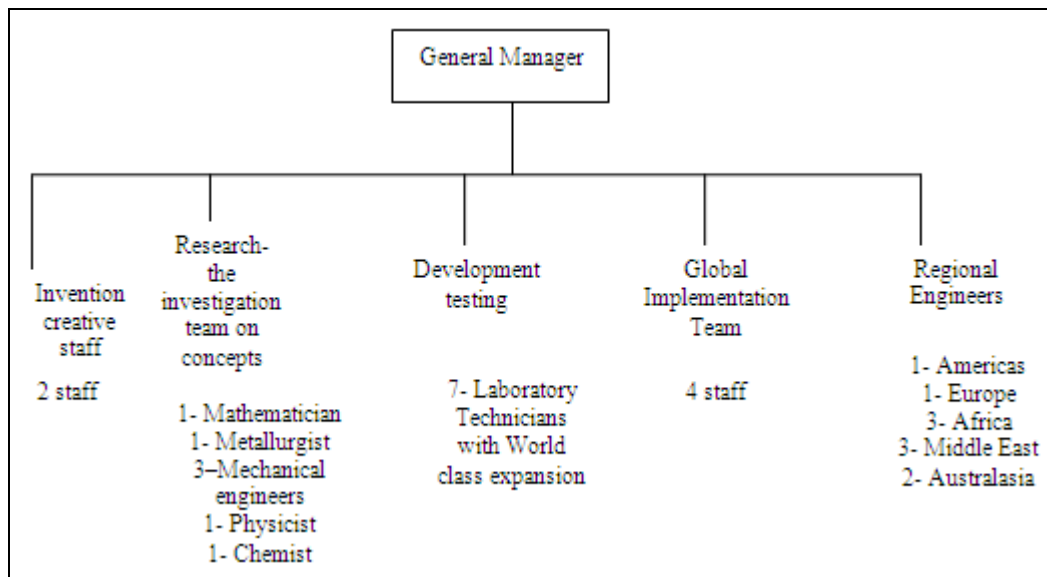 General Manager
Invention
creative
staff
2 staff
Research-
the
investigation
team on
concepts
1- Mathematician
1- Metallurgist
3–Mechanical
engineers
1- Physicist
1- Chemist
Development
testing
7- Laboratory
Technicians
with World
class expansion
Global
Implementation
Team
4 staff
Regional
Engineers
1- Americas
1- Europe
3- Africa
3- Middle East
2- Australasia